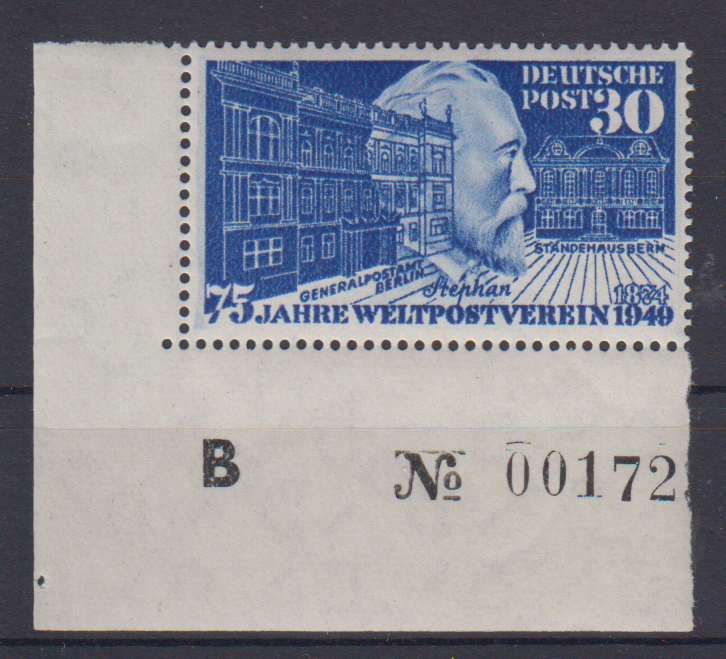 DEUTSCHE
POST 30
STÄNDEHAUS BERN
GENERALPOSTAMT
BERLIN
Stephan
1874
75 JAHRE WELTPOSTVEREIN 1949
B № 00172